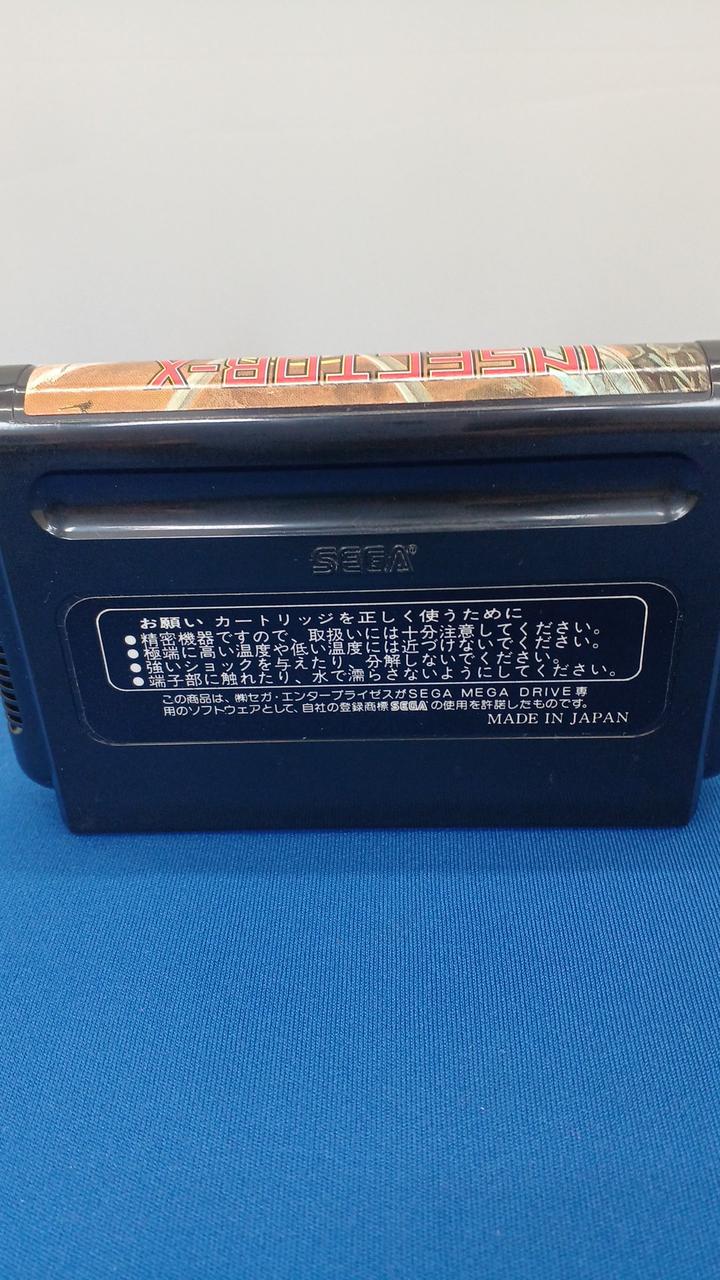 INSECTOR-X
SEGA®
お願い カートリッジを正しく使うために
●精密機器ですので、取扱いには十分注意してください。
●極端に高い温度や低い温度には近づけないでください。
●強いショックを与えたり、分解しないでください。
●端子部に触れたり、水で濡らさないようにしてください。
この商品は、㈱セガ・エンタープライゼスがSEGA MEGA DRIVE専
用のソフトウェアとして、自社の登録商標SEGA®の使用を許諾したものです。
MADE IN JAPAN